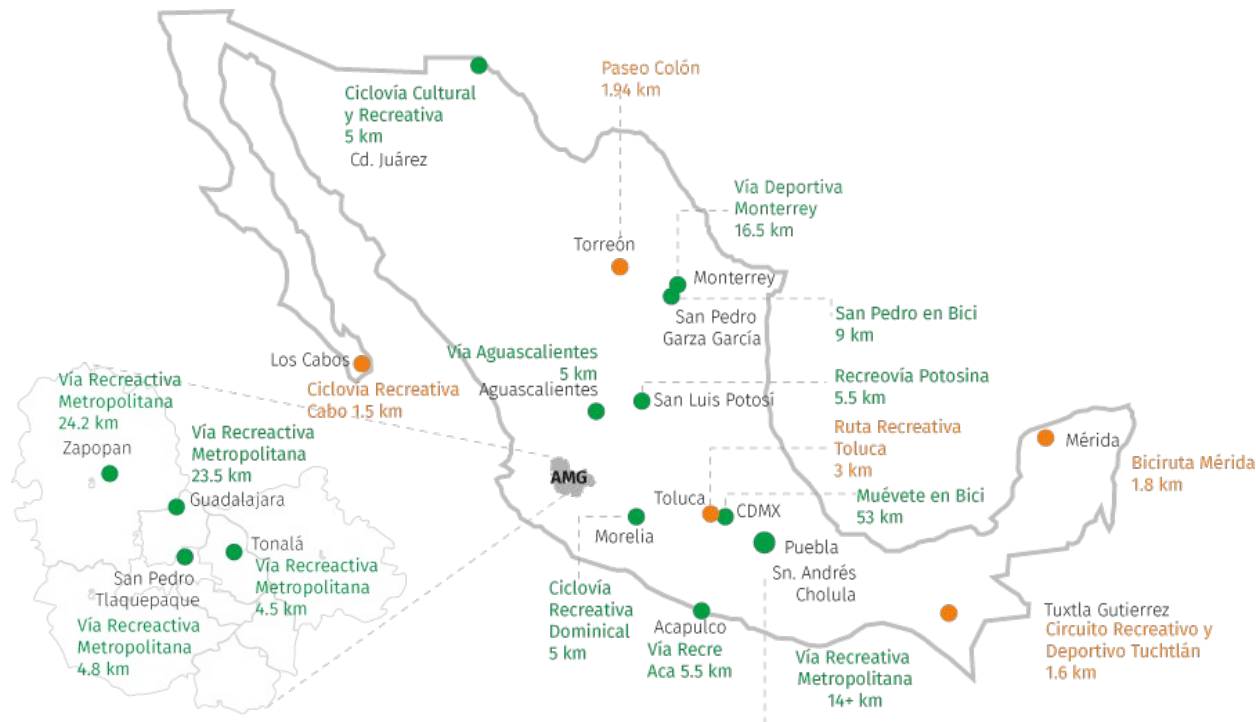 Paseo Colón
1.94 km
Ciclovía Cultural
y Recreativa
5 km
Cd. Juárez
Vía Deportiva
Monterrey
16.5 km
Torreón
Monterrey
San Pedro
Garza García
San Pedro en Bici
9 km
Los Cabos
Ciclovía Recreativa
Cabo 1.5 km
Vía Aguascalientes
5 km
Aguascalientes
San Luis Potosí
Recreovía Potosina
5.5 km
Ruta Recreativa
Toluca
3 km
Muévete en Bici
53 km
Mérida
Biciruta Mérida
1.8 km
Vía Recreactiva
Metropolitana
24.2 km
Zapopan
Vía Recreactiva
Metropolitana
23.5 km
Guadalajara
AMG
Toluca
CDMX
Morelia
Puebla
Sn. Andrés
Cholula
Tonalá
Vía Recreactiva
Metropolitana
4.5 km
San Pedro
Tlaquepaque
Vía Recreactiva
Metropolitana
4.8 km
Ciclovía
Recreativa
Dominical
5 km
Acapulco
Vía Recre
Aca 5.5 km
Vía Recreativa
Metropolitana
14+ km
Tuxtla Gutierrez
Circuito Recreativo y
Deportivo Tuchtlán
1.6 km